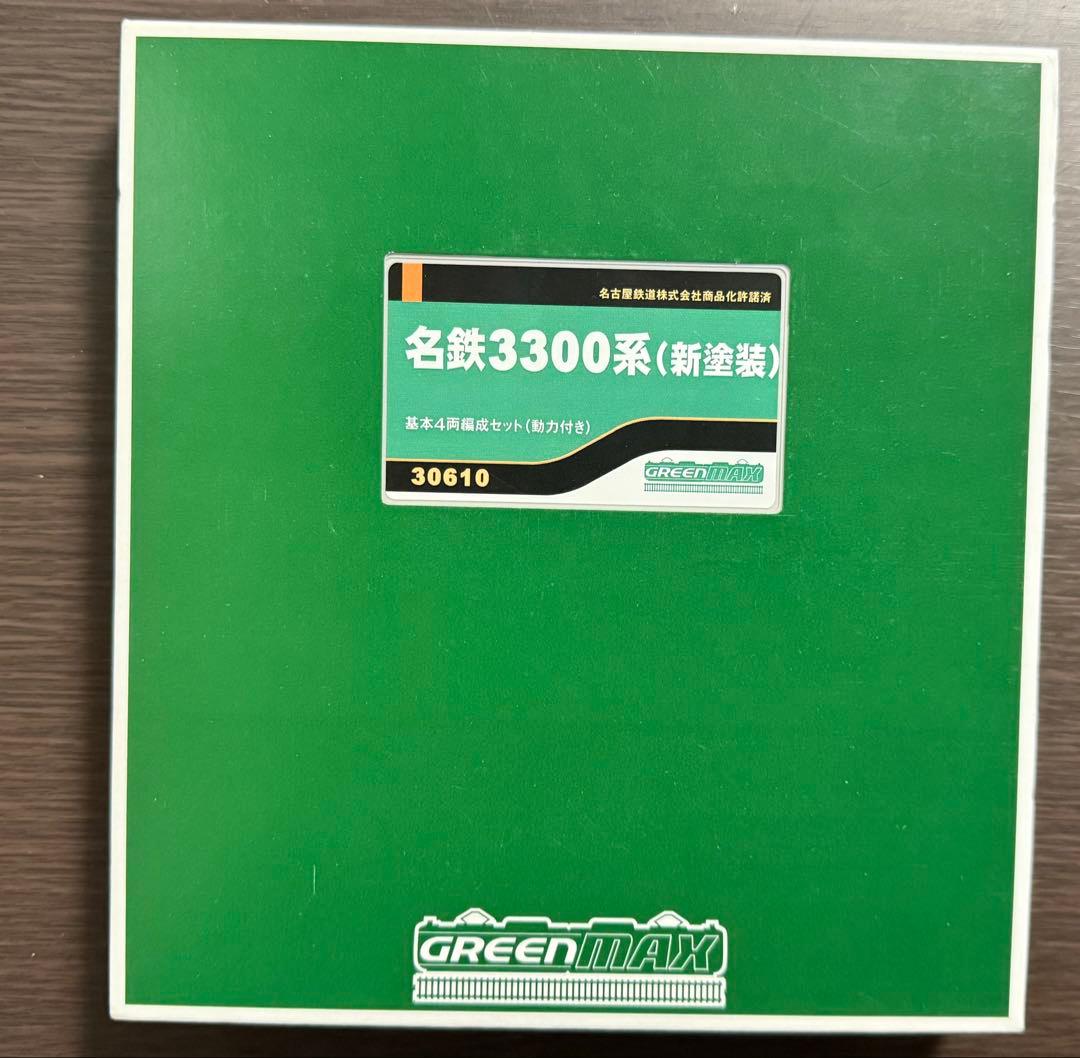 名古屋鉄道株式会社商品化許諾済
名鉄3300系(新塗装)
基本4両編成セット(動力付き)
30610
GREENMAX
GREENMAX